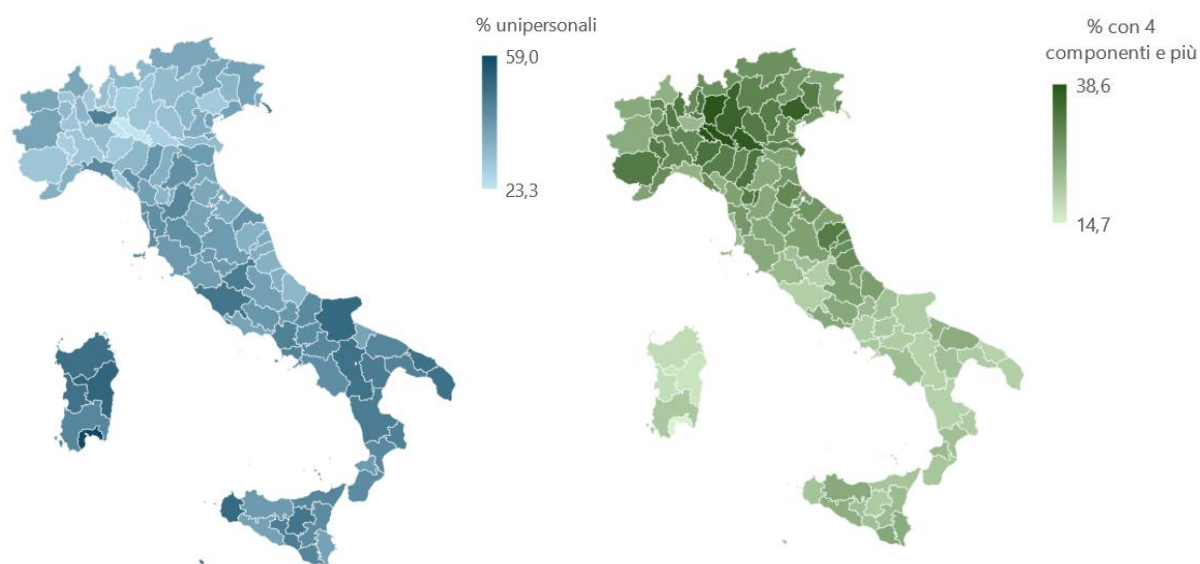 % unipersonali
59,0
23,3
% con 4
componenti e più
38,6
14,7